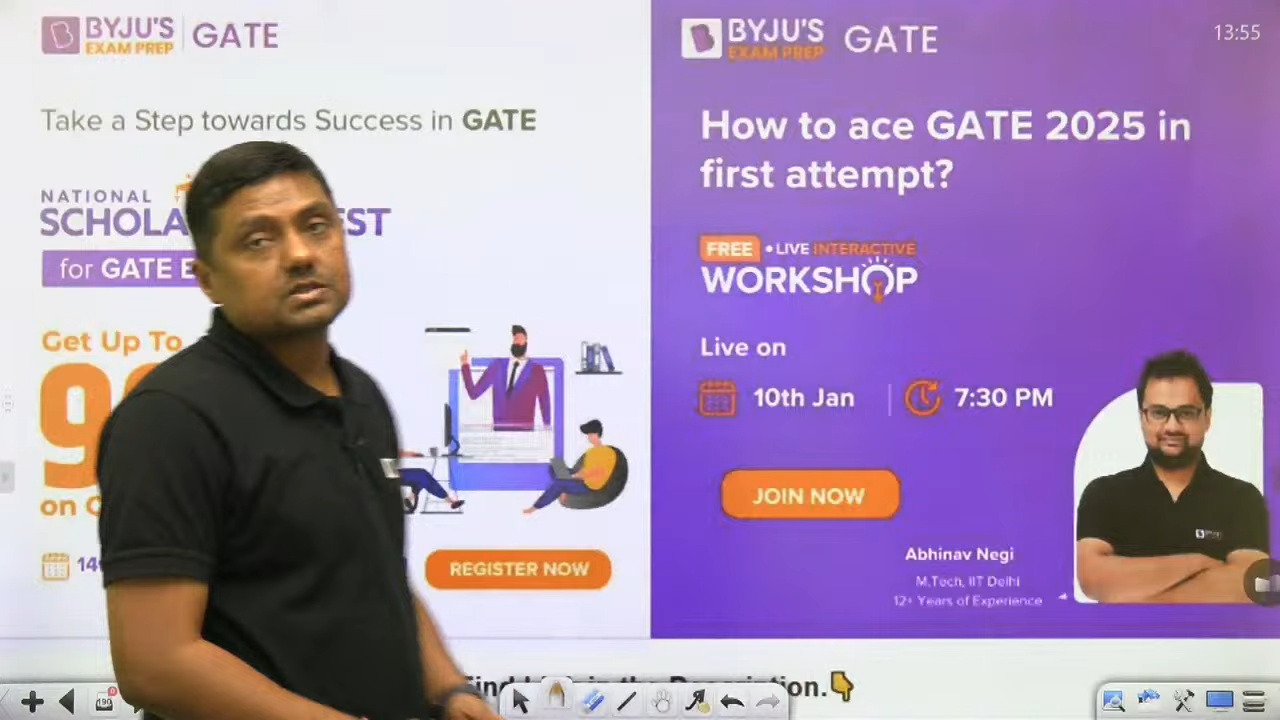 BYJU'S
EXAM PREP
GATE
Take a Step towards Success in GATE
NATIONAL
for GATE
Get Up To
on
REGISTER NOW
BYJU'S
EXAM PREP
GATE
13:55
How to ace GATE 2025 in
first attempt?
FREE • LIVE INTERACTIVE
WORKSHOP
Live on
10th Jan
7:30 PM
JOIN NOW
Abhinav Negi
M.Tech, IIT Delhi
12+ Years of Experience
190